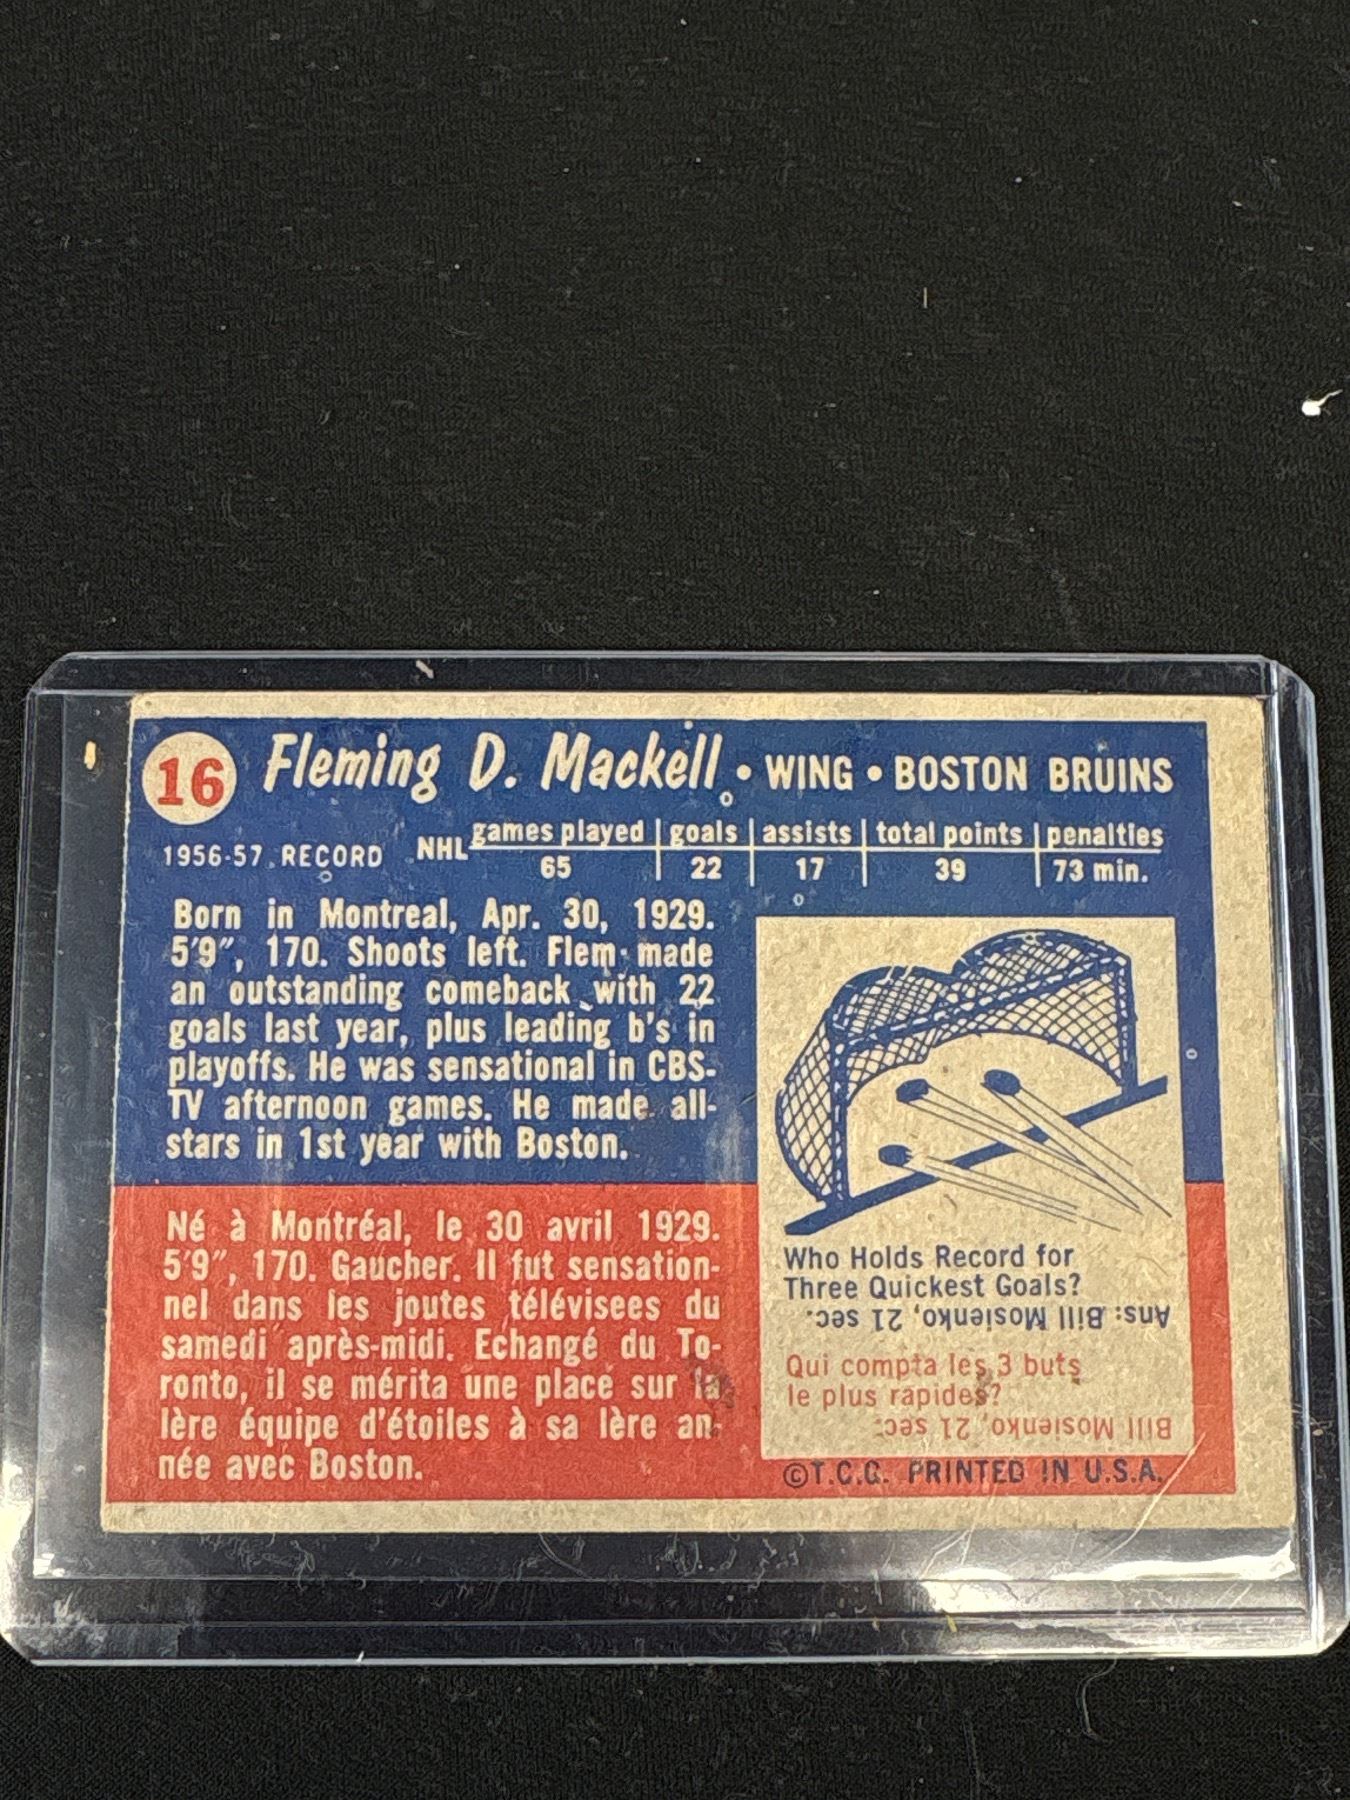 16 Fleming D. Mackell • WING • BOSTON BRUINS
1956-57 RECORD NHL games played goals assists total points penalties
65 22 17 39 73 min.
Born in Montreal, Apr. 30, 1929.
5'9", 170. Shoots left. Flem made
an outstanding comeback with 22
goals last year, plus leading b's in
playoffs. He was sensational in CBS-
TV afternoon games. He made all-
stars in 1st year with Boston.
Né à Montréal, le 30 avril 1929.
5'9", 170. Gaucher. Il fut sensation-
nel dans les joutes télévisees du
samedi après-midi. Echangé du To-
ronto, il se mérita une place sur la
lère équipe d'étoiles à sa lère an-
née avec Boston.
Who Holds Record for
Three Quickest Goals?
Ans: Bill Mosienko, 21 sec.
Qui compta les 3 buts
le plus rapides?
Bill Mosienko, 21 sec.
©T.C.G. PRINTED IN U.S.A.